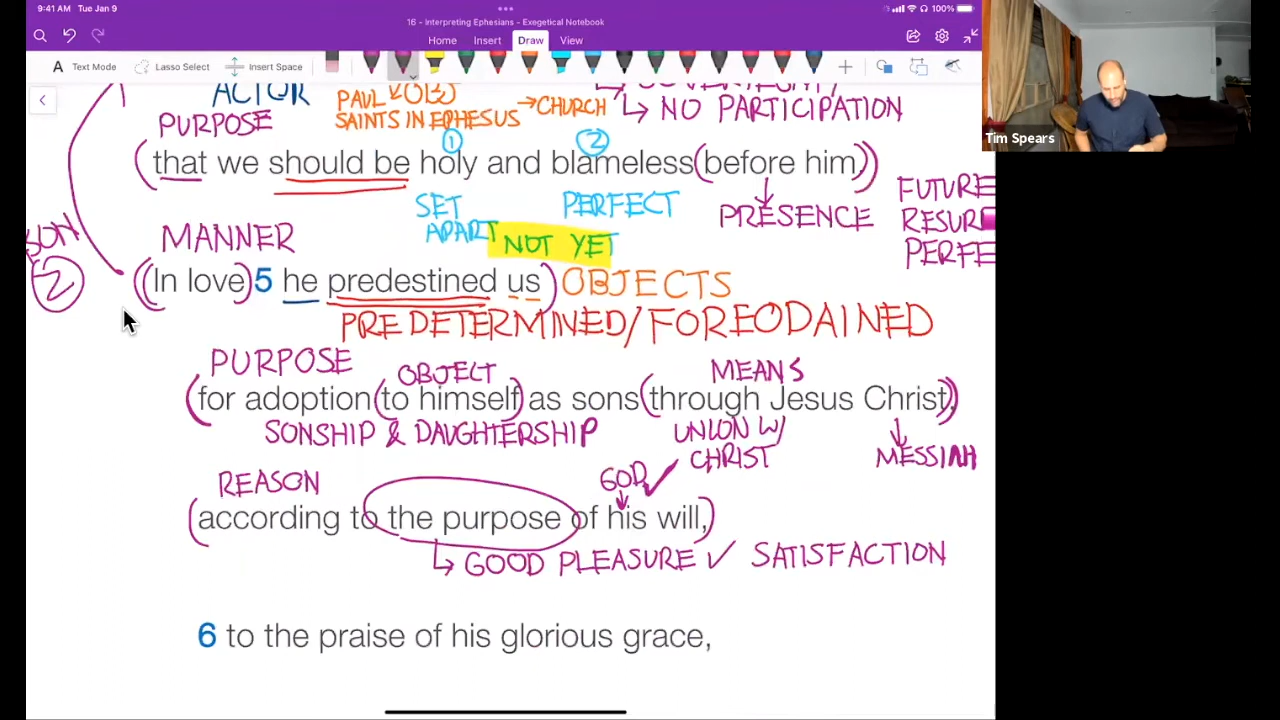 9:41 AM Tue Jan 9
100%
16 - Interpreting Ephesians - Exegetical Notebook
Home Insert Draw View
A Text Mode Lasso Select Insert Space
ACTOR
PAUL OBJ
SAINTS IN EPHESUS → CHURCH
NO PARTICIPATION
PURPOSE
1 2
(that we should be holy and blameless (before him,))
SET
APART
PERFECT
PRESENCE
FUTURE
RESUR
PERFE
NOT YET
MANNER
SON
2
((In love) 5 he predestined us) OBJECTS
PREDETERMINED/FOREODAINED
PURPOSE
OBJECT
MEANS
(for adoption (to himself) as sons (through Jesus Christ,))
SONSHIP & DAUGHTERSHIP
UNION W/
CHRIST
MESSIAH
REASON
GOD
(according to the purpose of his will,)
GOOD PLEASURE ✓ SATISFACTION
6 to the praise of his glorious grace,
Tim Spears